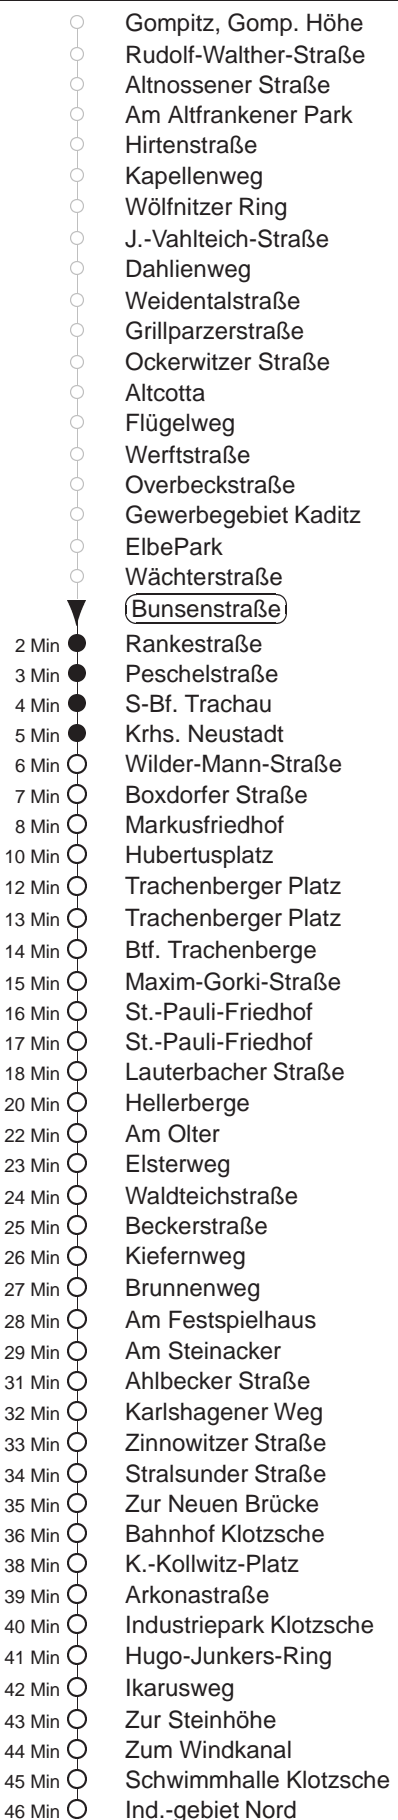 Gompitz, Gomp. Höhe
Rudolf-Walther-Straße
Altnossener Straße
Am Altfrankener Park
Hirtenstraße
Kapellenweg
Wölfnitzer Ring
J.-Vahlteich-Straße
Dahlienweg
Weidentalstraße
Grillparzerstraße
Ockerwitzer Straße
Altcotta
Flügelweg
Werftstraße
Overbeckstraße
Gewerbegebiet Kaditz
ElbePark
Wächterstraße
Bunsenstraße
2 Min Rankestraße
3 Min Peschelstraße
4 Min S-Bf. Trachau
5 Min Krhs. Neustadt
6 Min Wilder-Mann-Straße
7 Min Boxdorfer Straße
8 Min Markusfriedhof
10 Min Hubertusplatz
12 Min Trachenberger Platz
13 Min Trachenberger Platz
14 Min Btf. Trachenberge
15 Min Maxim-Gorki-Straße
16 Min St.-Pauli-Friedhof
17 Min St.-Pauli-Friedhof
18 Min Lauterbacher Straße
20 Min Hellerberge
22 Min Am Olter
23 Min Elsterweg
24 Min Waldteichstraße
25 Min Beckerstraße
26 Min Kiefernweg
27 Min Brunnenweg
28 Min Am Festspielhaus
29 Min Am Steinacker
31 Min Ahlbecker Straße
32 Min Karlshagener Weg
33 Min Zinnowitzer Straße
34 Min Stralsunder Straße
35 Min Zur Neuen Brücke
36 Min Bahnhof Klotzsche
38 Min K.-Kollwitz-Platz
39 Min Arkonastraße
40 Min Industriepark Klotzsche
41 Min Hugo-Junkers-Ring
42 Min Ikarusweg
43 Min Zur Steinhöhe
44 Min Zum Windkanal
45 Min Schwimmhalle Klotzsche
46 Min Ind.-gebiet Nord